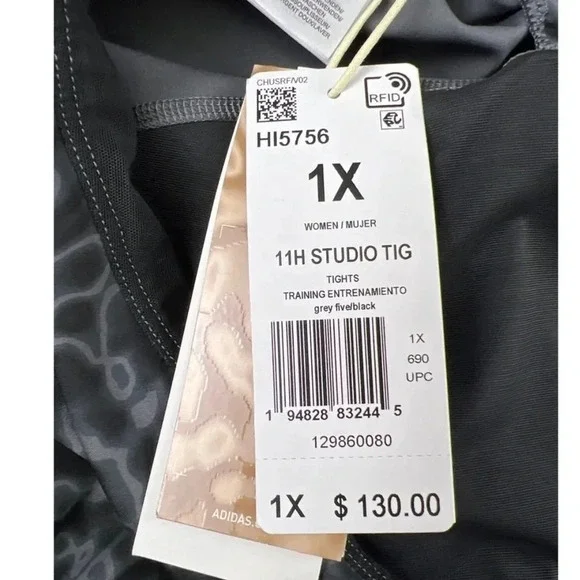 CHUSRF/V02
RFID
HI5756
1X
WOMEN / MUJER
11H STUDIO TIG
TIGHTS
TRAINING ENTRENAMIENTO
grey five/black
1X
690
UPC
1 94828 83244 5
129860080
1X $ 130.00
ADIDAS.